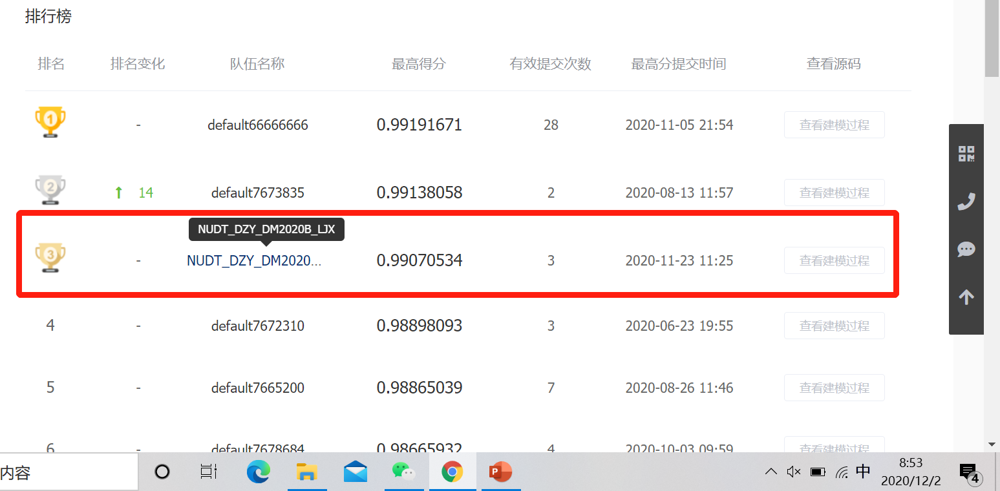 排行榜
排名 排名变化 队伍名称 最高得分 有效提交次数 最高分提交时间 查看源码
1 - default66666666 0.99191671 28 2020-11-05 21:54 查看建模过程
2 ↑ 14 default7673835 0.99138058 2 2020-08-13 11:57 查看建模过程
NUDT_DZY_DM2020B_LJX
3 - NUDT_DZY_DM2020... 0.99070534 3 2020-11-23 11:25 查看建模过程
4 - default7672310 0.98898093 3 2020-06-23 19:55 查看建模过程
5 - default7665200 0.98865039 7 2020-08-26 11:46 查看建模过程
6 - default7678684 0.98665932 4 2020-10-03 09:59 查看建模过程
内容 P 中 8:53
2020/12/2 4